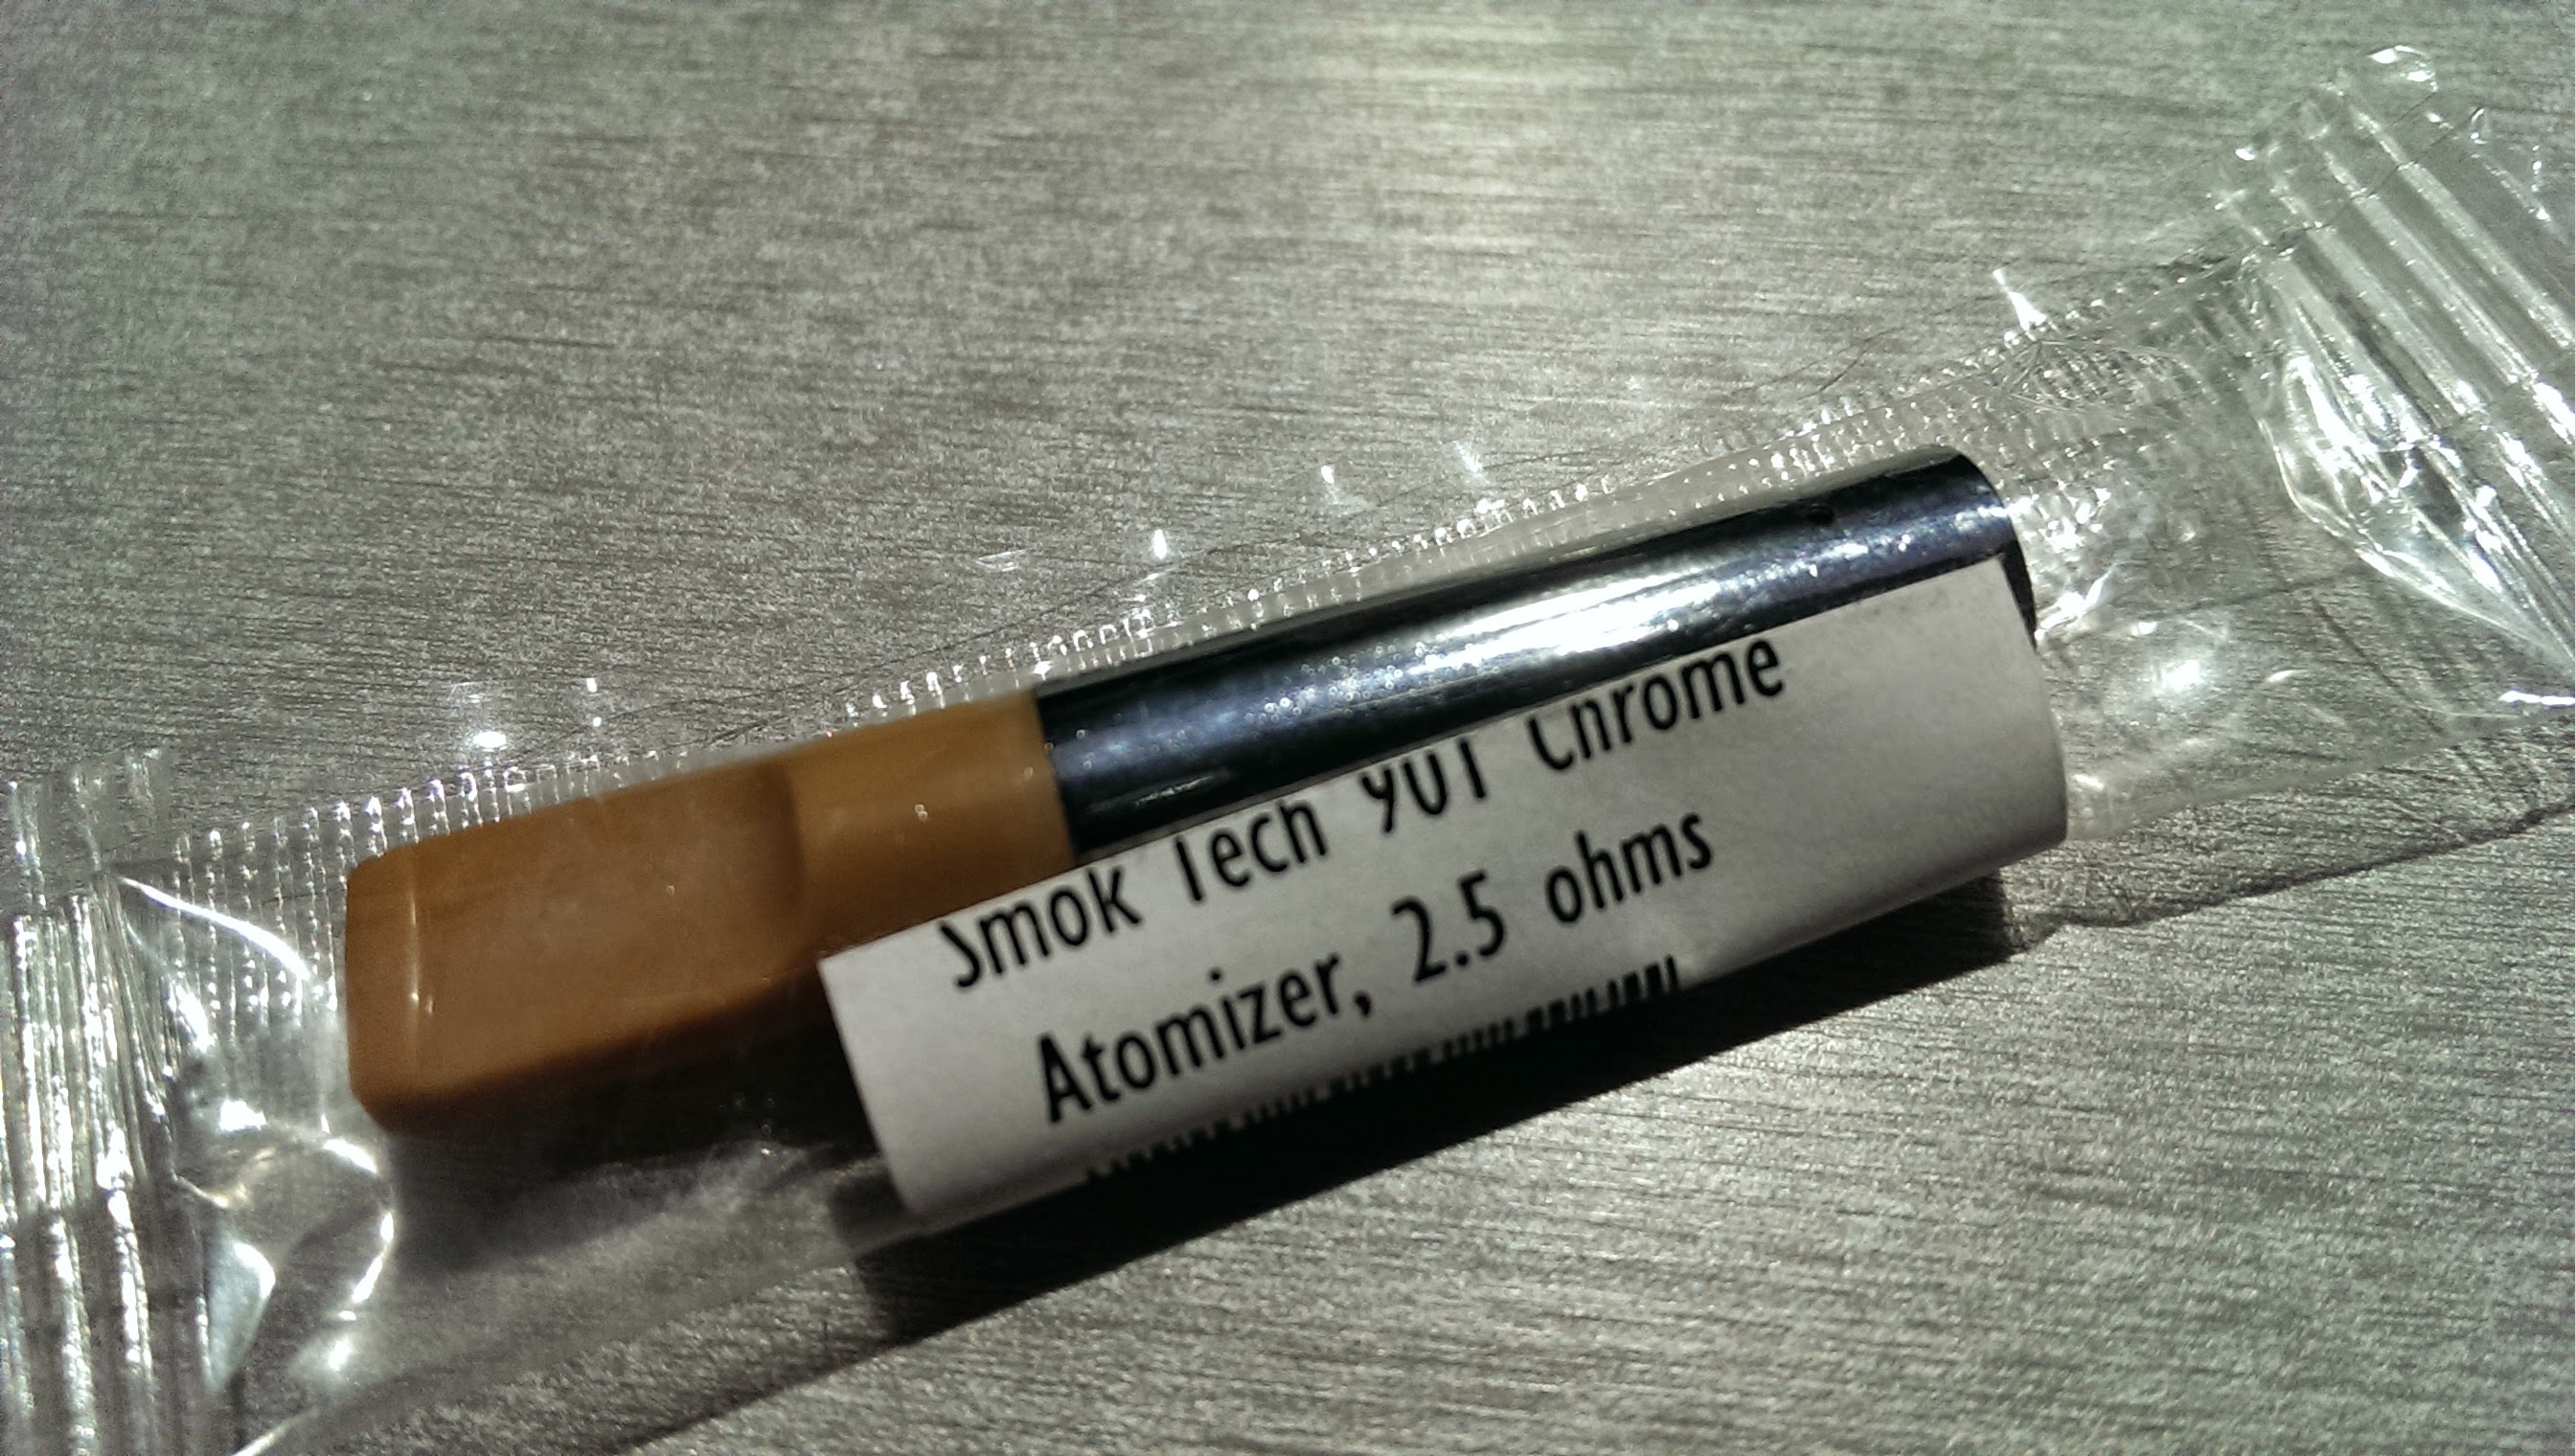 Smok Tech 901 Chrome
Atomizer, 2.5 ohms